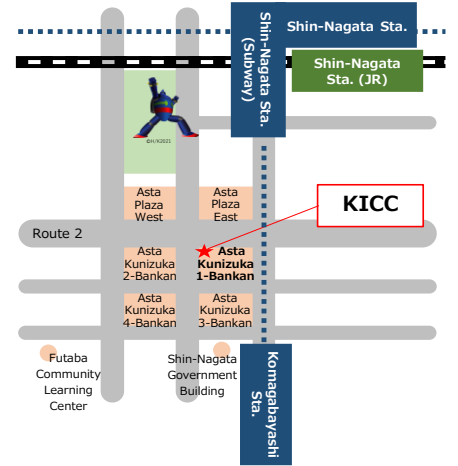 Shin-Nagata Sta.
Shin-Nagata Sta.
(Subway)
Shin-Nagata
Sta. (JR)
©H/K2021
Asta
Plaza
West
Asta
Plaza
East
KICC
Route 2
Asta
Kunizuka
2-Bankan
Asta
Kunizuka
1-Bankan
Asta
Kunizuka
4-Bankan
Asta
Kunizuka
3-Bankan
Futaba
Community
Learning
Center
Shin-Nagata
Government
Building
Komagabayashi
Sta.